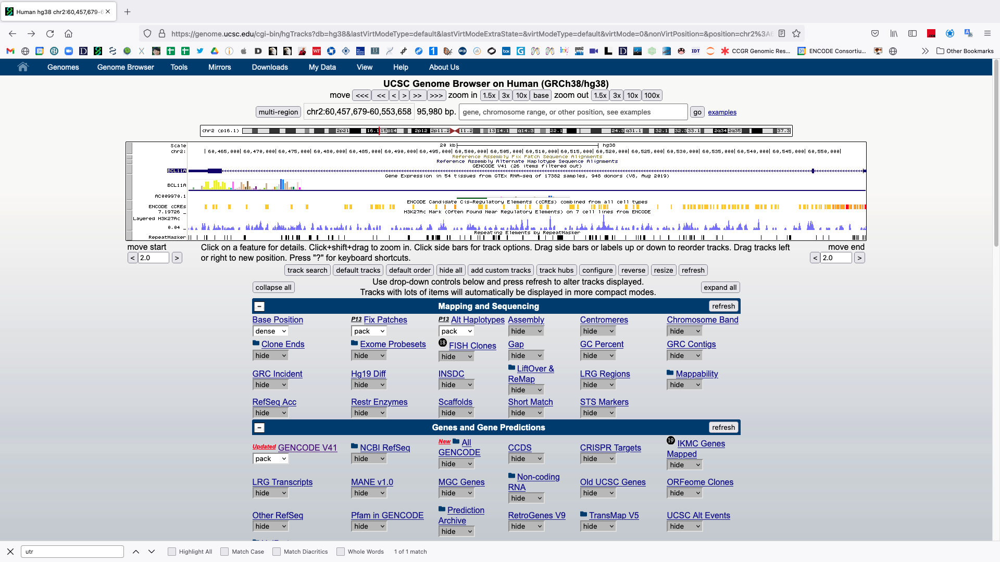 Human hg38 chr2:60,457,679-6
https://genome.ucsc.edu/cgi-bin/hgTracks?db=hg38&lastVirtModeType=default&lastVirtModeExtraState=&virtModeType=default&virtMode=0&nonVirtPosition=&position=chr2%3A6
CCGR Genomic Res... ENCODE Consortiu... Other Bookmarks
Genomes Genome Browser Tools Mirrors Downloads My Data View Help About Us
UCSC Genome Browser on Human (GRCh38/hg38)
move <<< << < > >> >>> zoom in 1.5x 3x 10x base zoom out 1.5x 3x 10x 100x
multi-region chr2:60,457,679-60,553,658 95,980 bp. gene, chromosome range, or other position, see examples go examples
chr2 (p16.1) 2p21 16.1 15 p14 2p12 2p11.2 11.2 13 14.1 q14.3 22.1 24.3 q31.1 32.1 32.3 33.1 2q34 2q35 37.3
Scale 20 kb hg38
chr2: 60,465,000 60,470,000 60,475,000 60,480,000 60,485,000 60,490,000 60,495,000 60,500,000 60,505,000 60,510,000 60,515,000 60,520,000 60,525,000 60,530,000 60,535,000 60,540,000 60,545,000 60,550,000
Reference Assembly Fix Patch Sequence Alignments
Reference Assembly Alternate Haplotype Sequence Alignments
GENCODE V41 (26 items filtered out)
BCL11A
Gene Expression in 54 tissues from GTEx RNA-seq of 17382 samples, 948 donors (V8, Aug 2019)
BCL11A
AC009970.1
ENCODE Candidate Cis-Regulatory Elements (cCREs) combined from all cell types
ENCODE cCREs
H3K27Ac Mark (Often Found Near Regulatory Elements) on 7 cell lines from ENCODE
7.19726 _
Layered H3K27Ac
0.04 _
Repeating Elements by RepeatMasker
RepeatMasker
move start Click on a feature for details. Click+shift+drag to zoom in. Click side bars for track options. Drag side bars or labels up or down to reorder tracks. Drag tracks left move end
< 2.0 > or right to new position. Press "?" for keyboard shortcuts. < 2.0 >
track search default tracks default order hide all add custom tracks track hubs configure reverse resize refresh
collapse all Use drop-down controls below and press refresh to alter tracks displayed. expand all
Tracks with lots of items will automatically be displayed in more compact modes.
- Mapping and Sequencing refresh
Base Position P13 Fix Patches P13 Alt Haplotypes Assembly Centromeres Chromosome Band
dense pack pack hide hide hide
Clone Ends Exome Probesets 18 FISH Clones Gap GC Percent GRC Contigs
hide hide hide hide hide hide
GRC Incident Hg19 Diff INSDC LiftOver & ReMap LRG Regions Mappability
hide hide hide hide hide hide
RefSeq Acc Restr Enzymes Scaffolds Short Match STS Markers
hide hide hide hide hide
- Genes and Gene Predictions refresh
Updated GENCODE V41 NCBI RefSeq New All GENCODE CCDS CRISPR Targets 19 IKMC Genes Mapped
pack hide hide hide hide hide
LRG Transcripts MANE v1.0 MGC Genes Non-coding RNA Old UCSC Genes ORFeome Clones
hide hide hide hide hide hide
Other RefSeq Pfam in GENCODE Prediction Archive RetroGenes V9 TransMap V5 UCSC Alt Events
hide hide hide hide hide hide
utr Highlight All Match Case Match Diacritics Whole Words 1 of 1 match